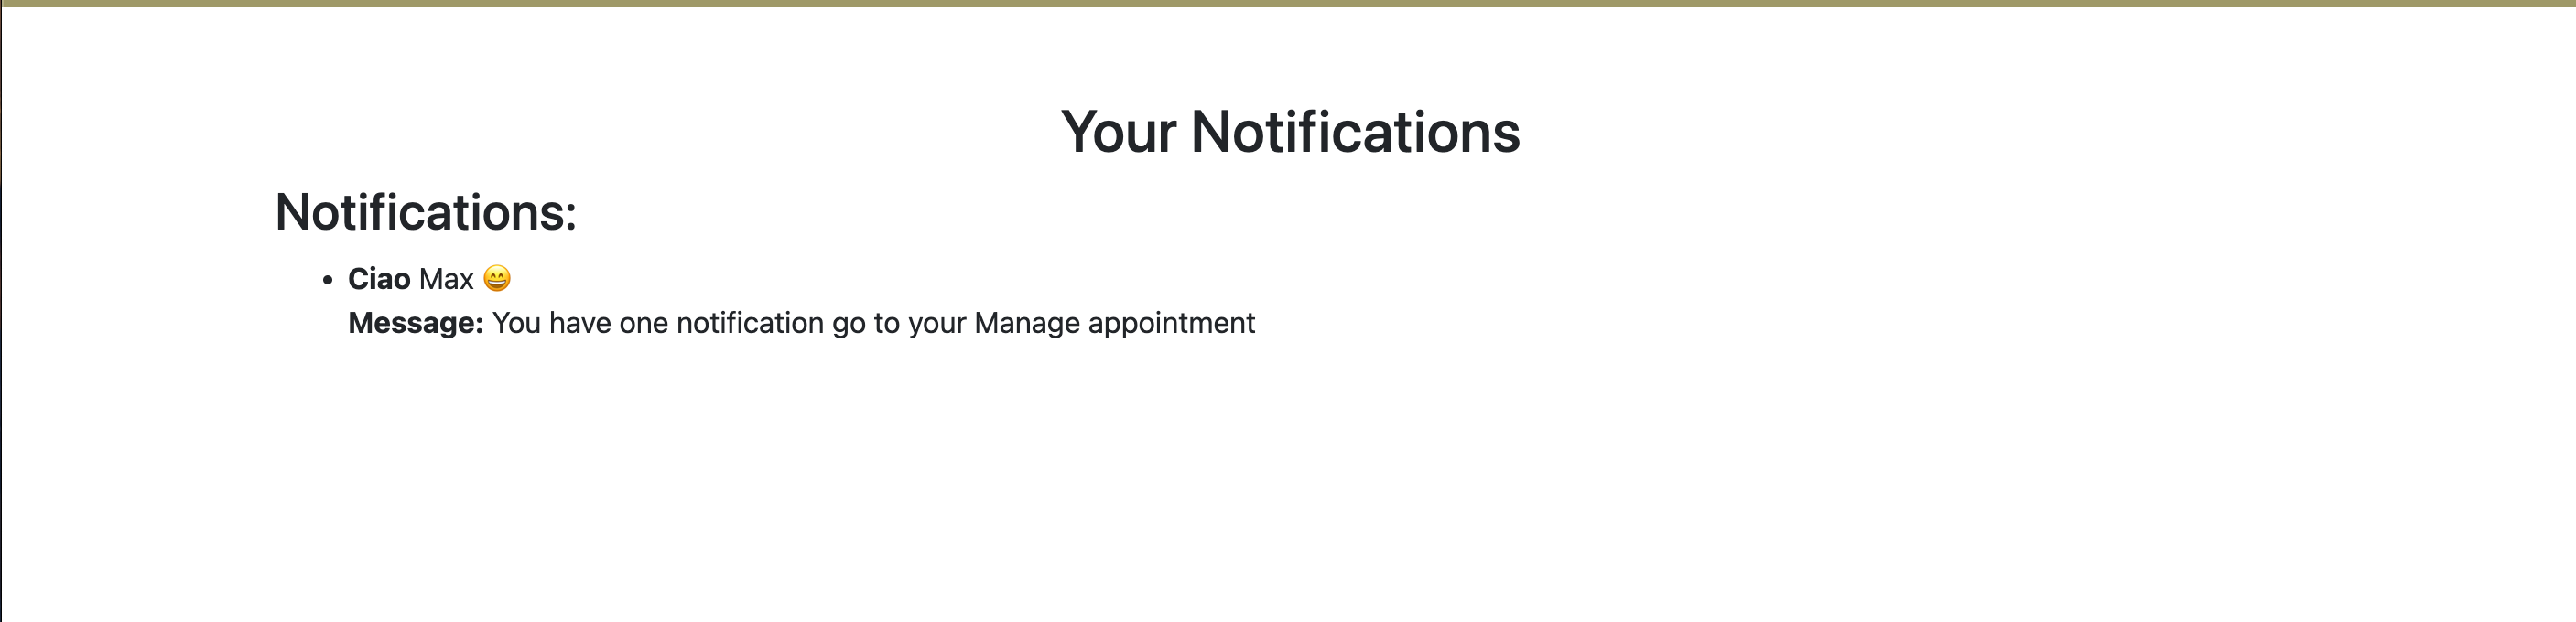 Your Notifications
Notifications:
• Ciao Max 😄
Message: You have one notification go to your Manage appointment